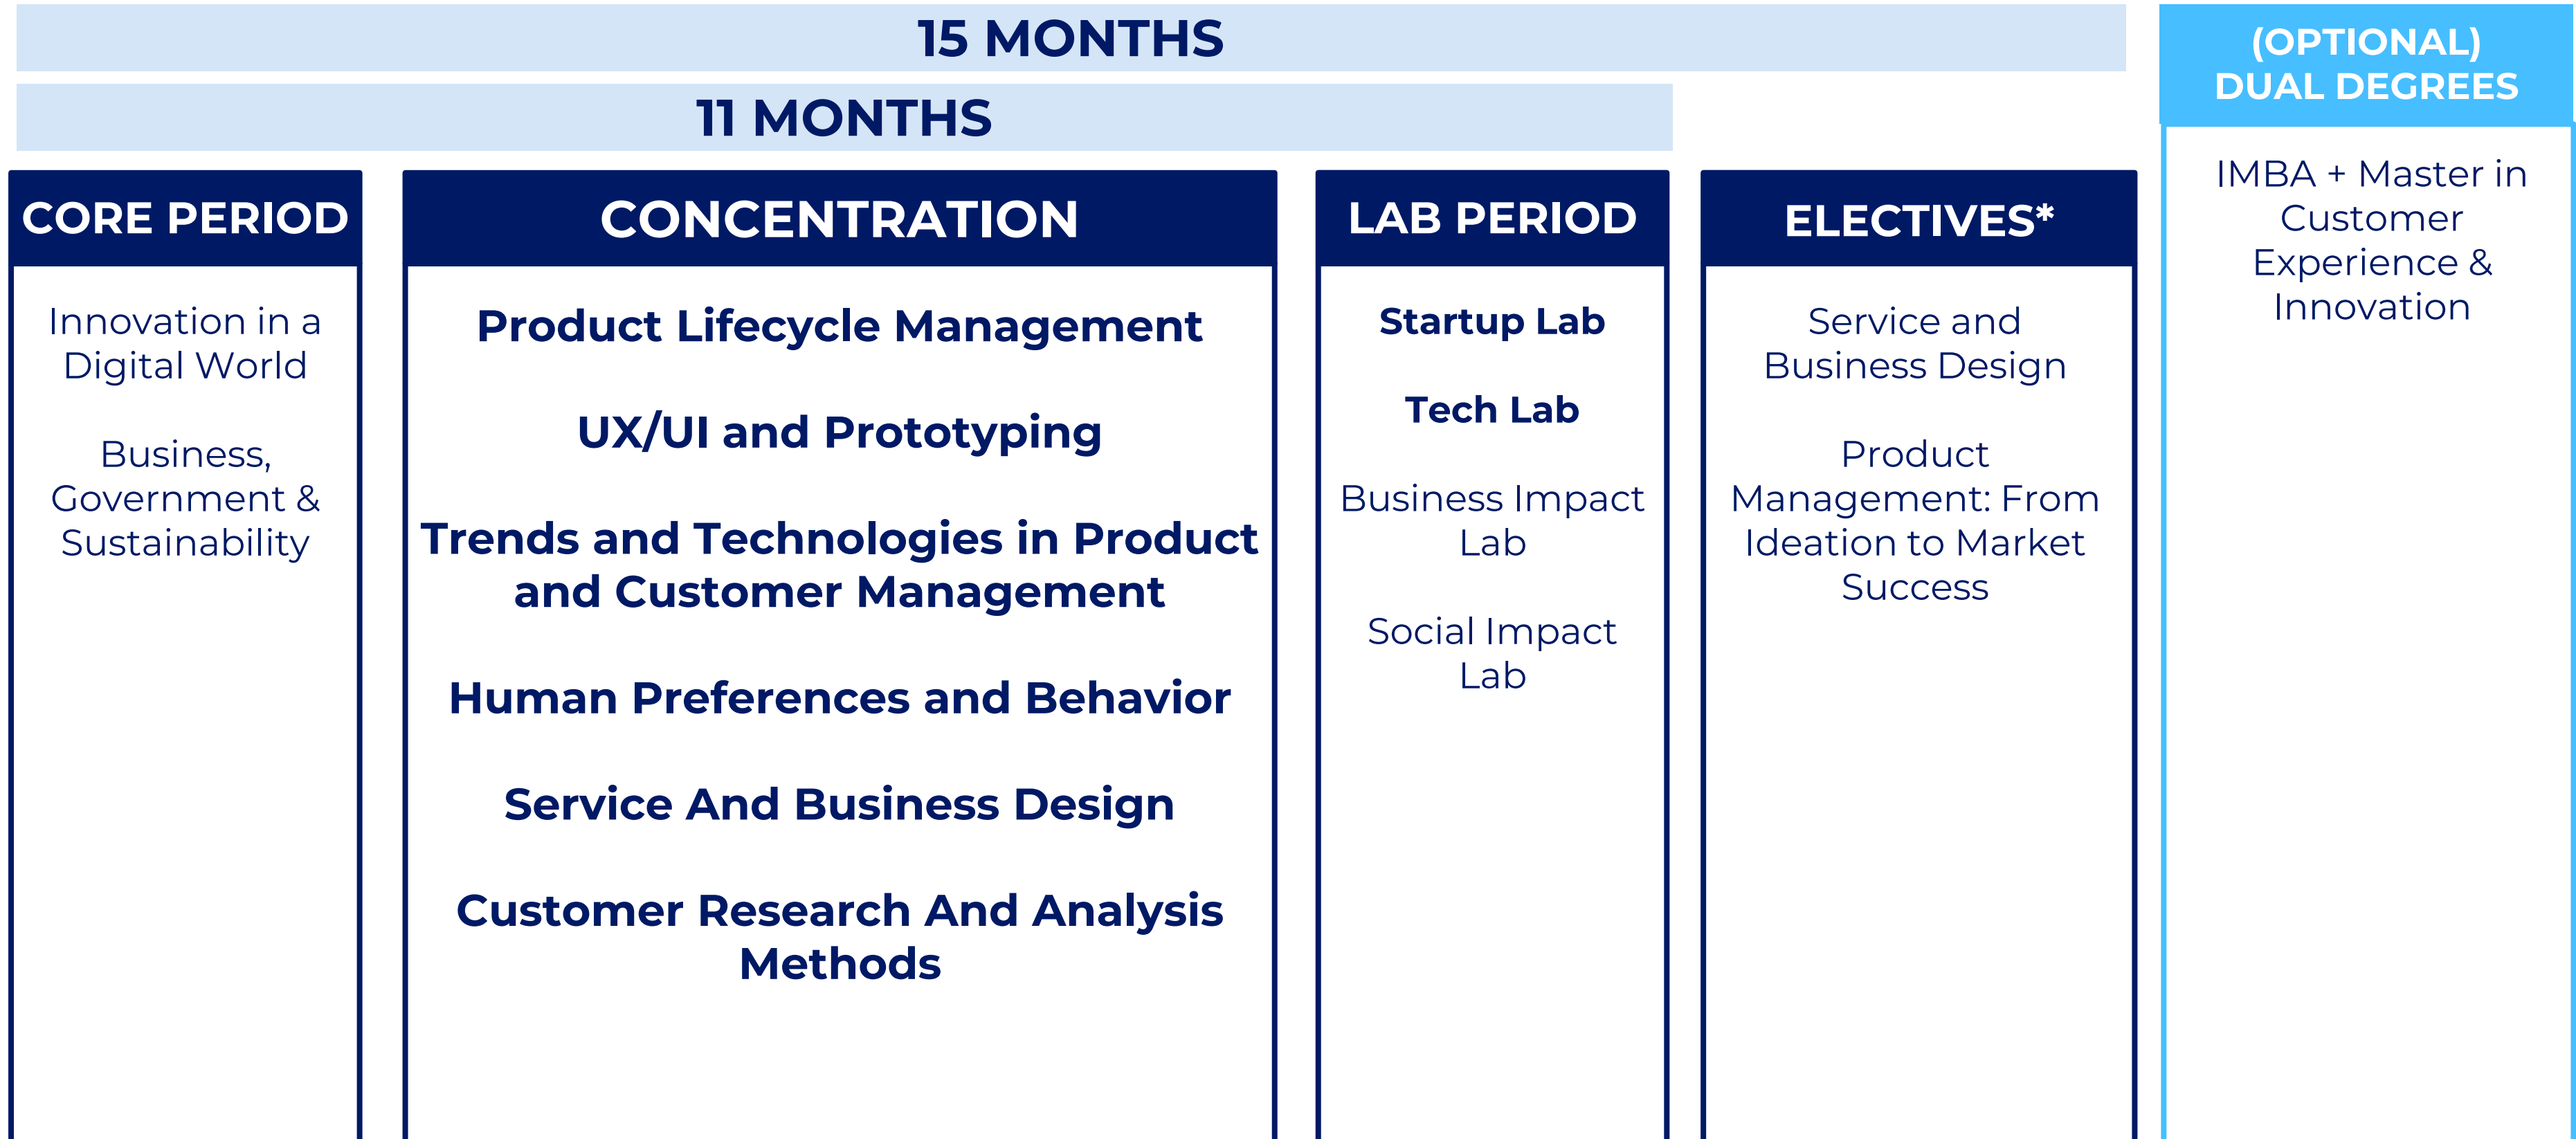 15 MONTHS
11 MONTHS
CORE PERIOD
Innovation in a
Digital World
Business,
Government &
Sustainability
CONCENTRATION
Product Lifecycle Management
UX/UI and Prototyping
Trends and Technologies in Product
and Customer Management
Human Preferences and Behavior
Service And Business Design
Customer Research And Analysis
Methods
LAB PERIOD
Startup Lab
Tech Lab
Business Impact
Lab
Social Impact
Lab
ELECTIVES*
Service and
Business Design
Product
Management: From
Ideation to Market
Success
(OPTIONAL)
DUAL DEGREES
IMBA + Master in
Customer
Experience &
Innovation